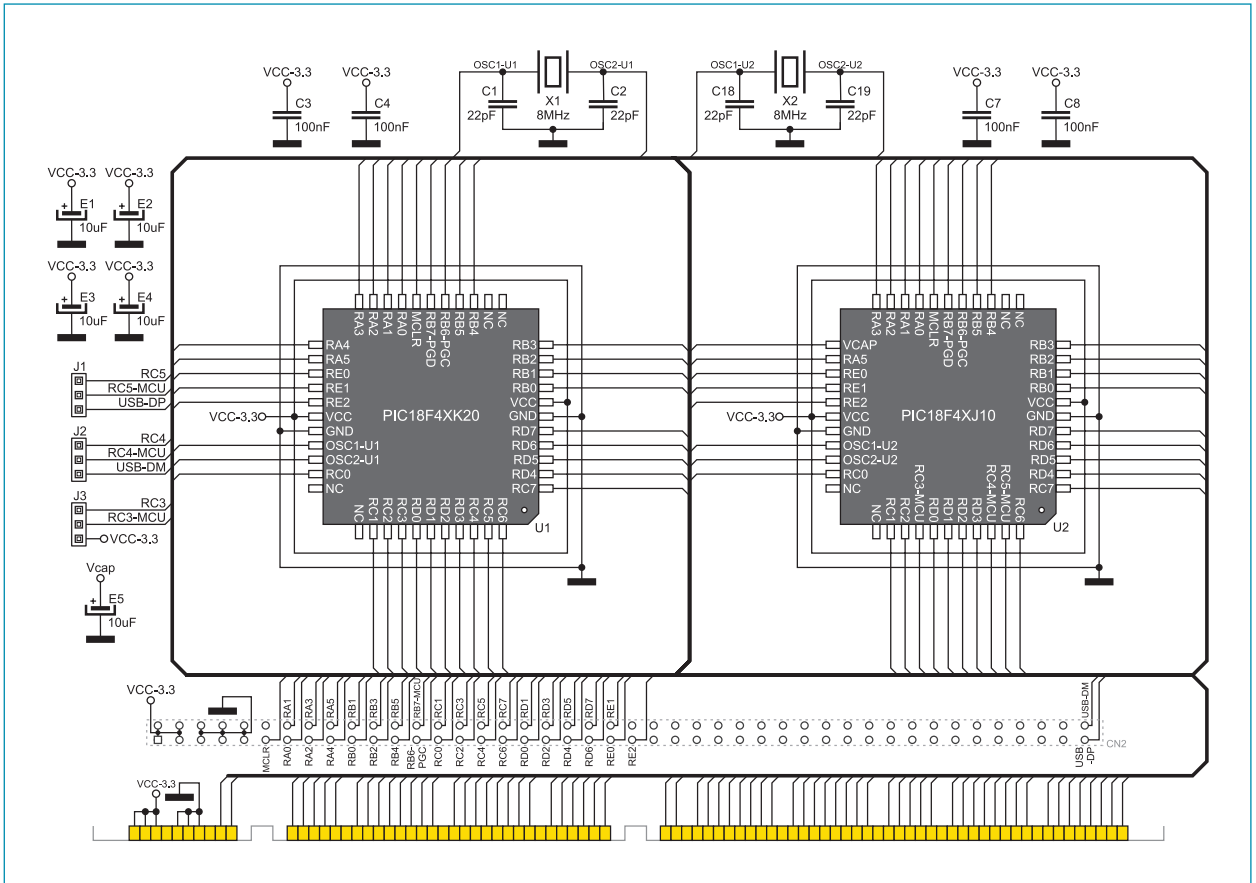 OSC1-U1
OSC2-U1
OSC1-U2
OSC2-U2
VCC-3.3
C3
100nF
VCC-3.3
C4
100nF
C1
22pF
X1
8MHz
C2
22pF
C18
22pF
X2
8MHz
C19
22pF
VCC-3.3
C7
100nF
VCC-3.3
C8
100nF
VCC-3.3
E1
10uF
VCC-3.3
E2
10uF
VCC-3.3
E3
10uF
VCC-3.3
E4
10uF
J1
RC5
RC5-MCU
USB-DP
J2
RC4
RC4-MCU
USB-DM
J3
RC3
RC3-MCU
VCC-3.3
Vcap
E5
10uF
RA3
RA2
RA1
RA0
MCLR
RB7-PGD
RB6-PGC
RB5
RB4
NC
NC
RA4
RA5
RE0
RE1
RE2
VCC
GND
OSC1-U1
OSC2-U1
RC0
NC
VCC-3.3
PIC18F4XK20
RB3
RB2
RB1
RB0
VCC
GND
RD7
RD6
RD5
RD4
RC7
NC
RC1
RC2
RC3
RD0
RD1
RD2
RD3
RC4
RC5
RC6
U1
RA3
RA2
RA1
RA0
MCLR
RB7-PGD
RB6-PGC
RB5
RB4
NC
NC
VCAP
RA5
RE0
RE1
RE2
VCC
GND
OSC1-U2
OSC2-U2
RC0
NC
VCC-3.3
PIC18F4XJ10
RB3
RB2
RB1
RB0
VCC
GND
RD7
RD6
RD5
RD4
RC7
NC
RC1
RC2
RC3-MCU
RD0
RD1
RD2
RD3
RC4-MCU
RC5-MCU
RC6
U2
VCC-3.3
RA1
RA3
RA5
RB1
RB3
RB5
RB7-MCU
RC1
RC3
RC5
RC7
RD1
RD3
RD5
RD7
RE1
USB-DM
MCLR
RA0
RA2
RA4
RB0
RB2
RB4
RB6-
PGC
RC0
RC2
RC4
RC6
RD0
RD2
RD4
RD6
RE0
RE2
USB
-DP
CN2
VCC-3.3